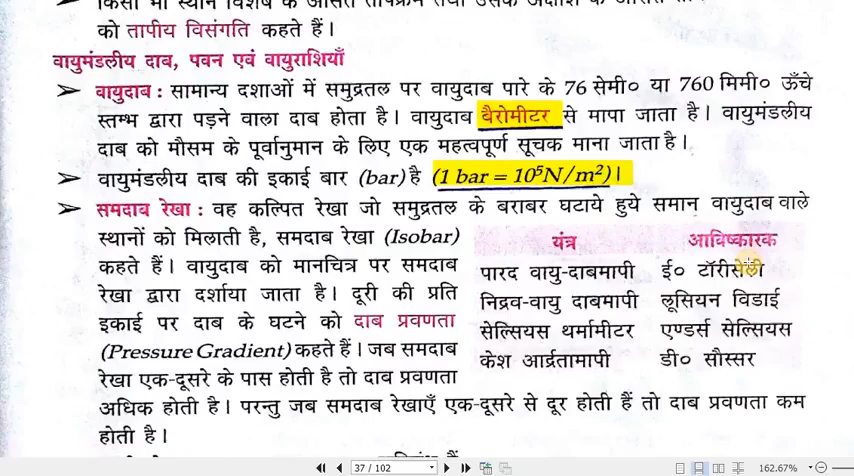 को तापीय विसंगति कहते हैं।
वायुमंडलीय दाब, पवन एवं वायुराशियाँ
➤ वायुदाब : सामान्य दशाओं में समुद्रतल पर वायुदाब पारे के 76 सेमी० या 760 मिमी० ऊँचे
स्तम्भ द्वारा पड़ने वाला दाब होता है। वायुदाब बैरोमीटर से मापा जाता है। वायुमंडलीय
दाब को मौसम के पूर्वानुमान के लिए एक महत्वपूर्ण सूचक माना जाता है।
➤ वायुमंडलीय दाब की इकाई बार (bar) है (1 bar = 10⁵N/m²)।
➤ समदाब रेखा : वह कल्पित रेखा जो समुद्रतल के बराबर घटाये हुये समान वायुदाब वाले
स्थानों को मिलाती है, समदाब रेखा (Isobar)
कहते हैं। वायुदाब को मानचित्र पर समदाब
रेखा द्वारा दर्शाया जाता है। दूरी की प्रति
इकाई पर दाब के घटने को दाब प्रवणता
(Pressure Gradient) कहते हैं। जब समदाब
रेखा एक-दूसरे के पास होती है तो दाब प्रवणता
यंत्र आविष्कारक
पारद वायु-दाबमापी ई० टॉरीसेली
निद्रव-वायु दाबमापी लूसियन विडाई
सेल्सियस थर्मामीटर एण्डर्स सेल्सियस
केश आर्द्रतामापी डी० सौस्सर
अधिक होती है। परन्तु जब समदाब रेखाएँ एक-दूसरे से दूर होती हैं तो दाब प्रवणता कम
होती है।
37 / 102 162.67%